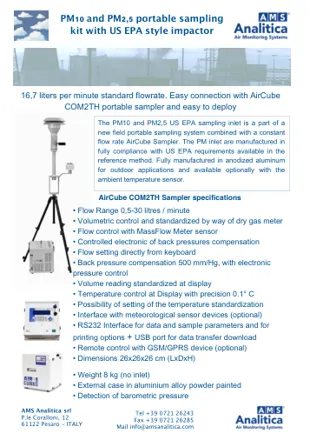 PM10 and PM2,5 portable sampling
kit with US EPA style impactor
AMS
Analitica
Air Monitoring Systems
16,7 liters per minute standard flowrate. Easy connection with AirCube
COM2TH portable sampler and easy to deploy
The PM10 and PM2,5 US EPA sampling inlet is a part of a
new field portable sampling system combined with a constant
flow rate AirCube Sampler. The PM inlet are manufactured in
fully compliance with US EPA requirements available in the
reference method. Fully manufactured in anodized aluminum
for outdoor applications and available optionally with the
ambient temperature sensor.
AirCube COM2TH Sampler specifications
• Flow Range 0,5-30 litres / minute
• Volumetric control and standardized by way of dry gas meter
• Flow control with MassFlow Meter sensor
• Controlled electronic of back pressures compensation
• Flow setting directly from keyboard
• Back pressure compensation 500 mm/Hg, with electronic
pressure control
• Volume reading standardized at display
• Temperature control at Display with precision 0.1° C
• Possibility of setting of the temperature standardization
• Interface with meteorological sensor devices (optional)
• RS232 Interface for data and sample parameters and for
printing options + USB port for data transfer download
• Remote control with GSM/GPRS device (optional)
• Dimensions 26x26x26 cm (LxDxH)
• Weight 8 kg (no inlet)
• External case in aluminium alloy powder painted
• Detection of barometric pressure
AMS Analitica srl
P.le Coralloni, 12
61122 Pesaro - ITALY
Tel +39 0721 26243
Fax +39 0721 26285
Mail info@amsanalitica.com
AMS
Analitica
Air Monitoring Systems